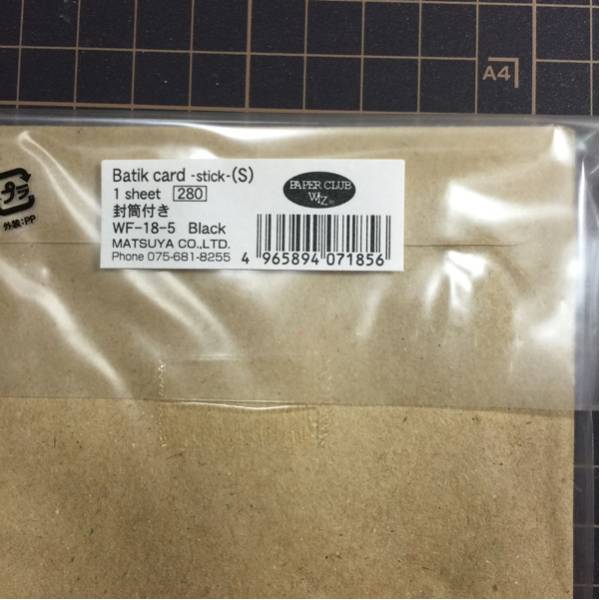 A4
Batik card -stick-(S)
1 sheet 280
封筒付き
WF-18-5 Black
MATSUYA CO.,LTD.
Phone 075-681-8255
PAPER CLUB
WIZ
4 965894 071856
プラ
外装:PP